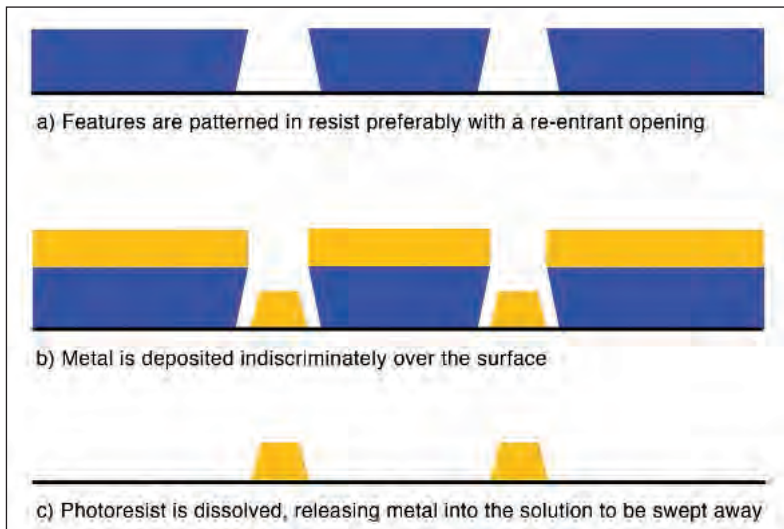 a) Features are patterned in resist preferably with a re-entrant opening
b) Metal is deposited indiscriminately over the surface
c) Photoresist is dissolved, releasing metal into the solution to be swept away